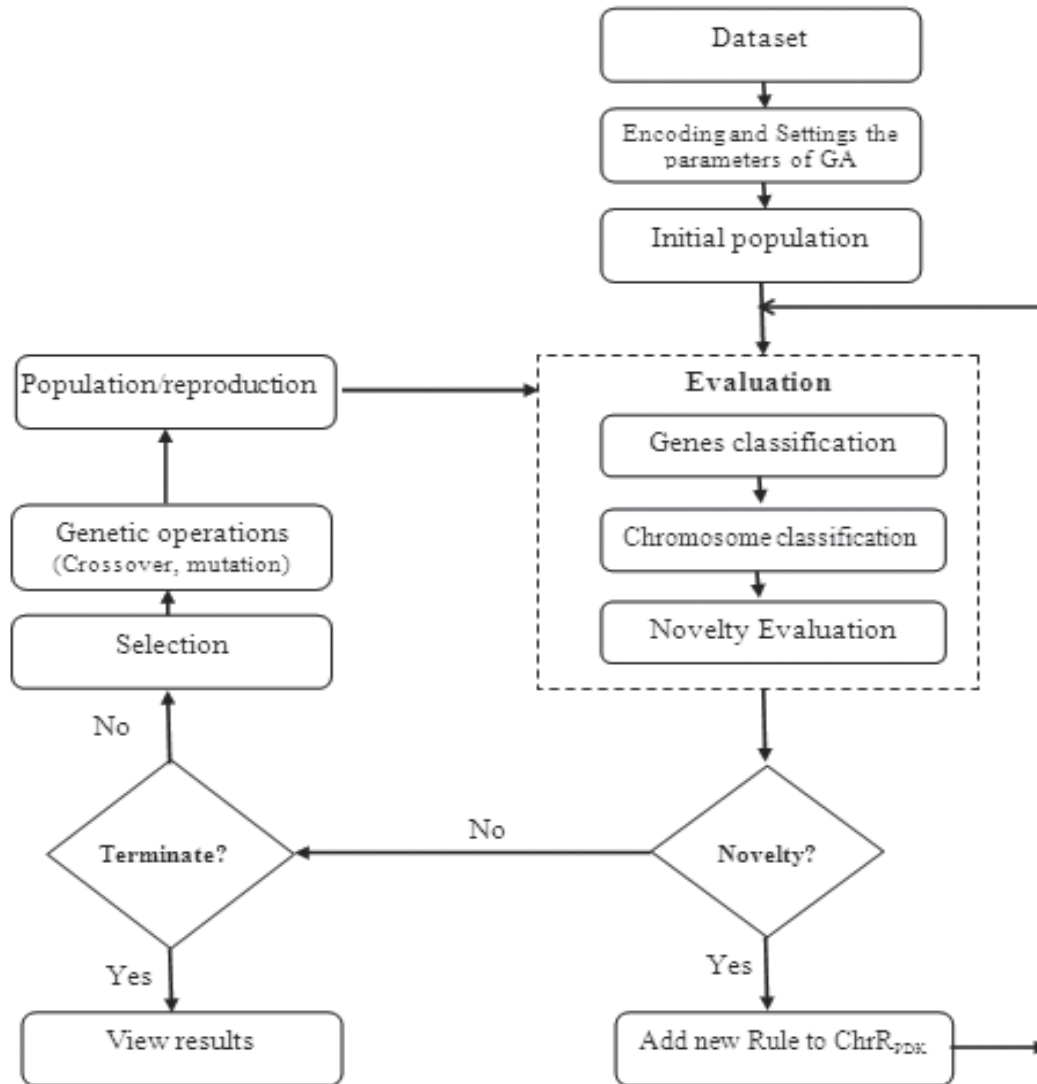 Dataset
Encoding and Settings the
parameters of GA
Initial population
Population/reproduction
Evaluation
Genes classification
Genetic operations
(Crossover, mutation)
Chromosome classification
Selection
Novelty Evaluation
No
No
Terminate?
Novelty?
Yes
Yes
View results
Add new Rule to ChrR_PDK